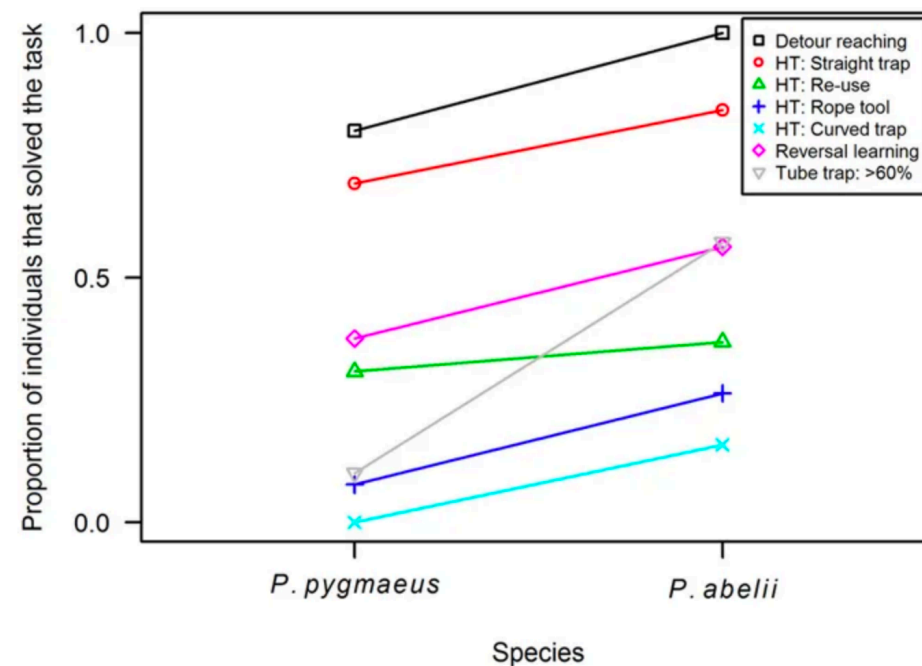 Proportion of individuals that solved the task
1.0
0.5
0.0
Detour reaching
HT: Straight trap
HT: Re-use
HT: Rope tool
HT: Curved trap
Reversal learning
Tube trap: >60%
P. pygmaeus
P. abelii
Species